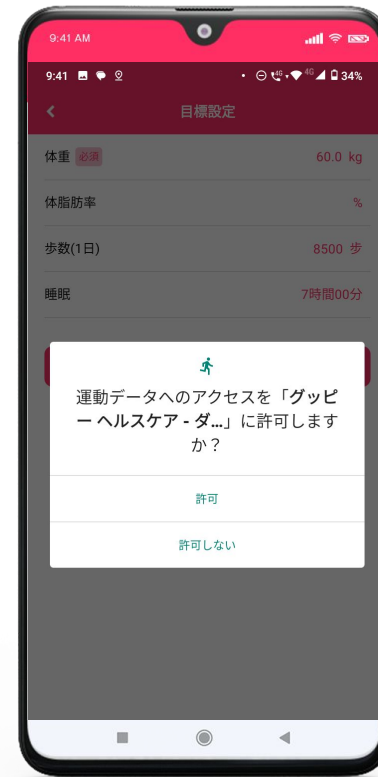 9:41 AM
9:41 4G 4G 34%
目標設定
体重 必須 60.0 kg
体脂肪率 %
歩数(1日) 8500 歩
睡眠 7時間00分
運動データへのアクセスを「グッピ
ー ヘルスケア - ダ...」に許可します
か？
許可
許可しない